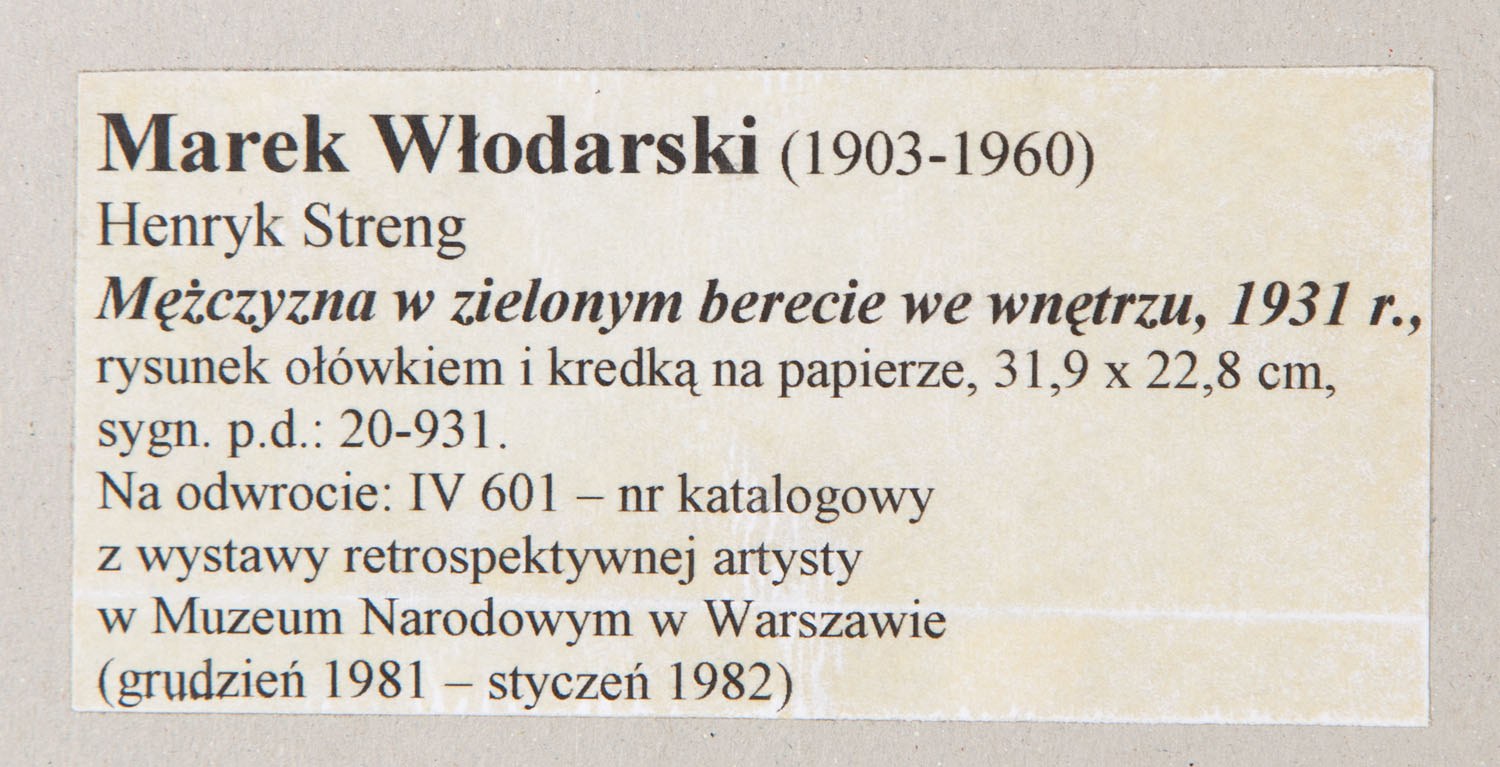 Marek Włodarski (1903-1960)
Henryk Streng
Mężczyzna w zielonym berecie we wnętrzu, 1931 r.,
rysunek ołówkiem i kredką na papierze, 31,9 x 22,8 cm,
sygn. p.d.: 20-931.
Na odwrocie: IV 601 – nr katalogowy
z wystawy retrospektywnej artysty
w Muzeum Narodowym w Warszawie
(grudzień 1981 – styczeń 1982)